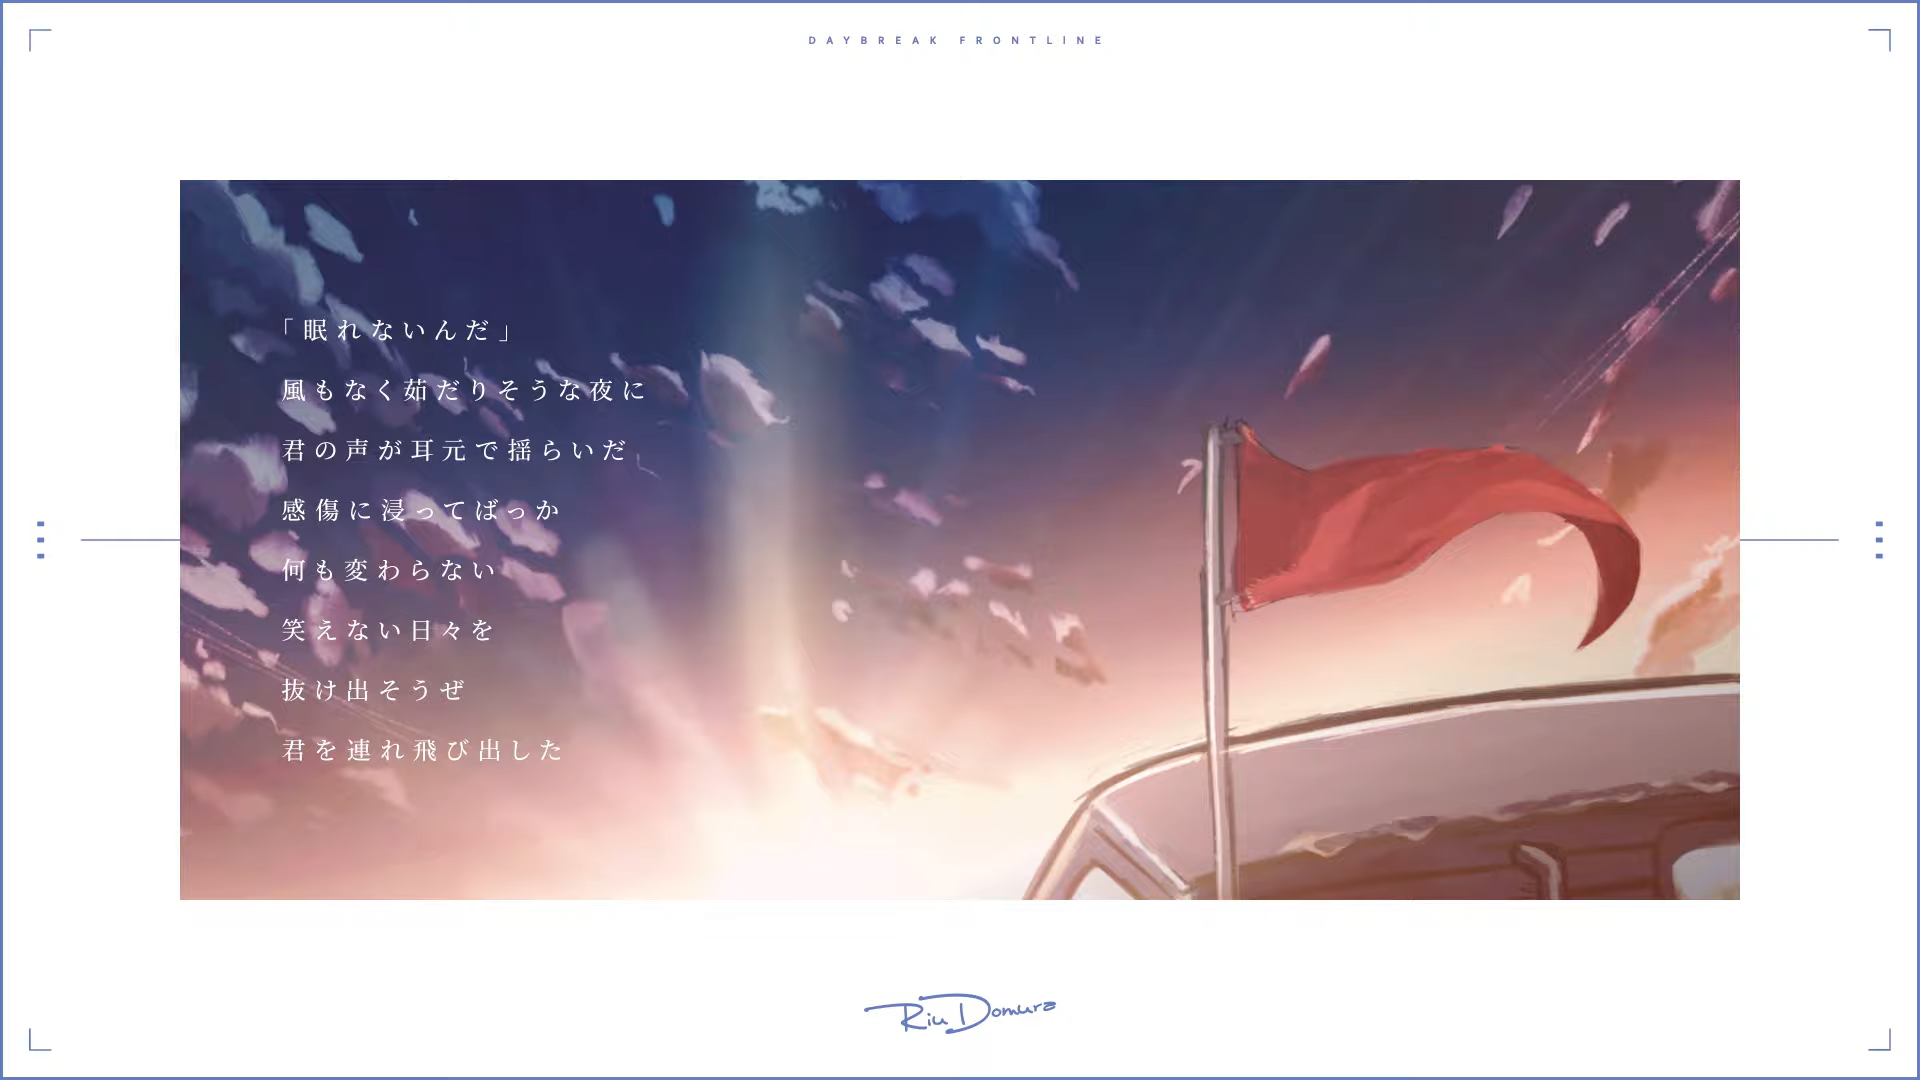 DAYBREAK FRONTLINE
「眠れないんだ」
風もなく茹だりそうな夜に
君の声が耳元で揺らいだ
感傷に浸ってばっか
何も変わらない
笑えない日々を
抜け出そうぜ
君を連れ飛び出した
Riu Domura